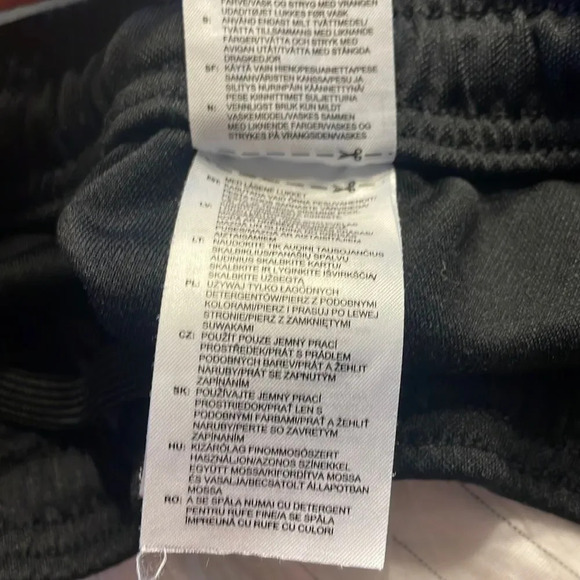 FARVE/VASK OG STRYG MED VRANGEN
UDAD/TØJET LUKKES FØR VASK
S: ANVÄND ENDAST MILT TVÄTTMEDEL/
TVÄTTA TILLSAMMANS MED LIKNANDE
FÄRGER/TVÄTTA OCH STRYK MED
AVIGAN UTÅT/TVÄTTA MED STÄNGDA
DRAGKEDJOR
SF: KÄYTÄ VAIN HIENOPESUAINETTA/PESE
SAMANVÄRISTEN KANSSA/PESU JA
SILITYS NURINPÄIN KÄÄNNETTYNÄ/
PESE KIINNITTIMET SULJETTUINA
N: VENNLIGST BRUK KUN MILDT
VASKEMIDDEL/VASKES SAMMEN
MED LIKNENDE FARGER/VASKES OG
STRYKES PÅ VRANGSIDEN/VASKES
MED LÅSENE LUKKET
LV:
LT: NAUDOKITE TIK AUDINĮ TAUSOJANČIUS
SKALBIKLIUS/PANAŠIŲ SPALVŲ
AUDINIUS SKALBKITE KARTU/
SKALBKITE IR LYGINKITE IŠVIRKŠČIĄ/
SKALBKITE UŽSEGTĄ
PL: UŻYWAJ TYLKO ŁAGODNYCH
DETERGENTÓW/PIERZ Z PODOBNYMI
KOLORAMI/PIERZ I PRASUJ PO LEWEJ
STRONIE/PIERZ Z ZAMKNIĘTYMI
SUWAKAMI
CZ: POUŽÍT POUZE JEMNÝ PRACÍ
PROSTŘEDEK/PRÁT S PRÁDLEM
PODOBNÝCH BAREV/PRÁT A ŽEHLIT
NARUBY/PRÁT SE ZAPNUTÝM
ZAPÍNÁNÍM
SK: POUŽÍVAJTE JEMNÝ PRACÍ
PROSTRIEDOK/PRAŤ LEN S
PODOBNÝMI FARBAMI/PRAŤ A ŽEHLIŤ
NARUBY/PERTE SO ZAVRETÝM
ZAPÍNANÍM
HU: KIZÁRÓLAG FINOMMOSÓSZERT
HASZNÁLJON/AZONOS SZÍNEKKEL
EGYÜTT MOSSA/KIFORDÍTVA MOSSA
ÉS VASALJA/BECSATOLT ÁLLAPOTBAN
MOSSA
RO: A SE SPĂLA NUMAI CU DETERGENT
PENTRU RUFE FINE/A SE SPĂLA
ÎMPREUNĂ CU RUFE CU CULORI